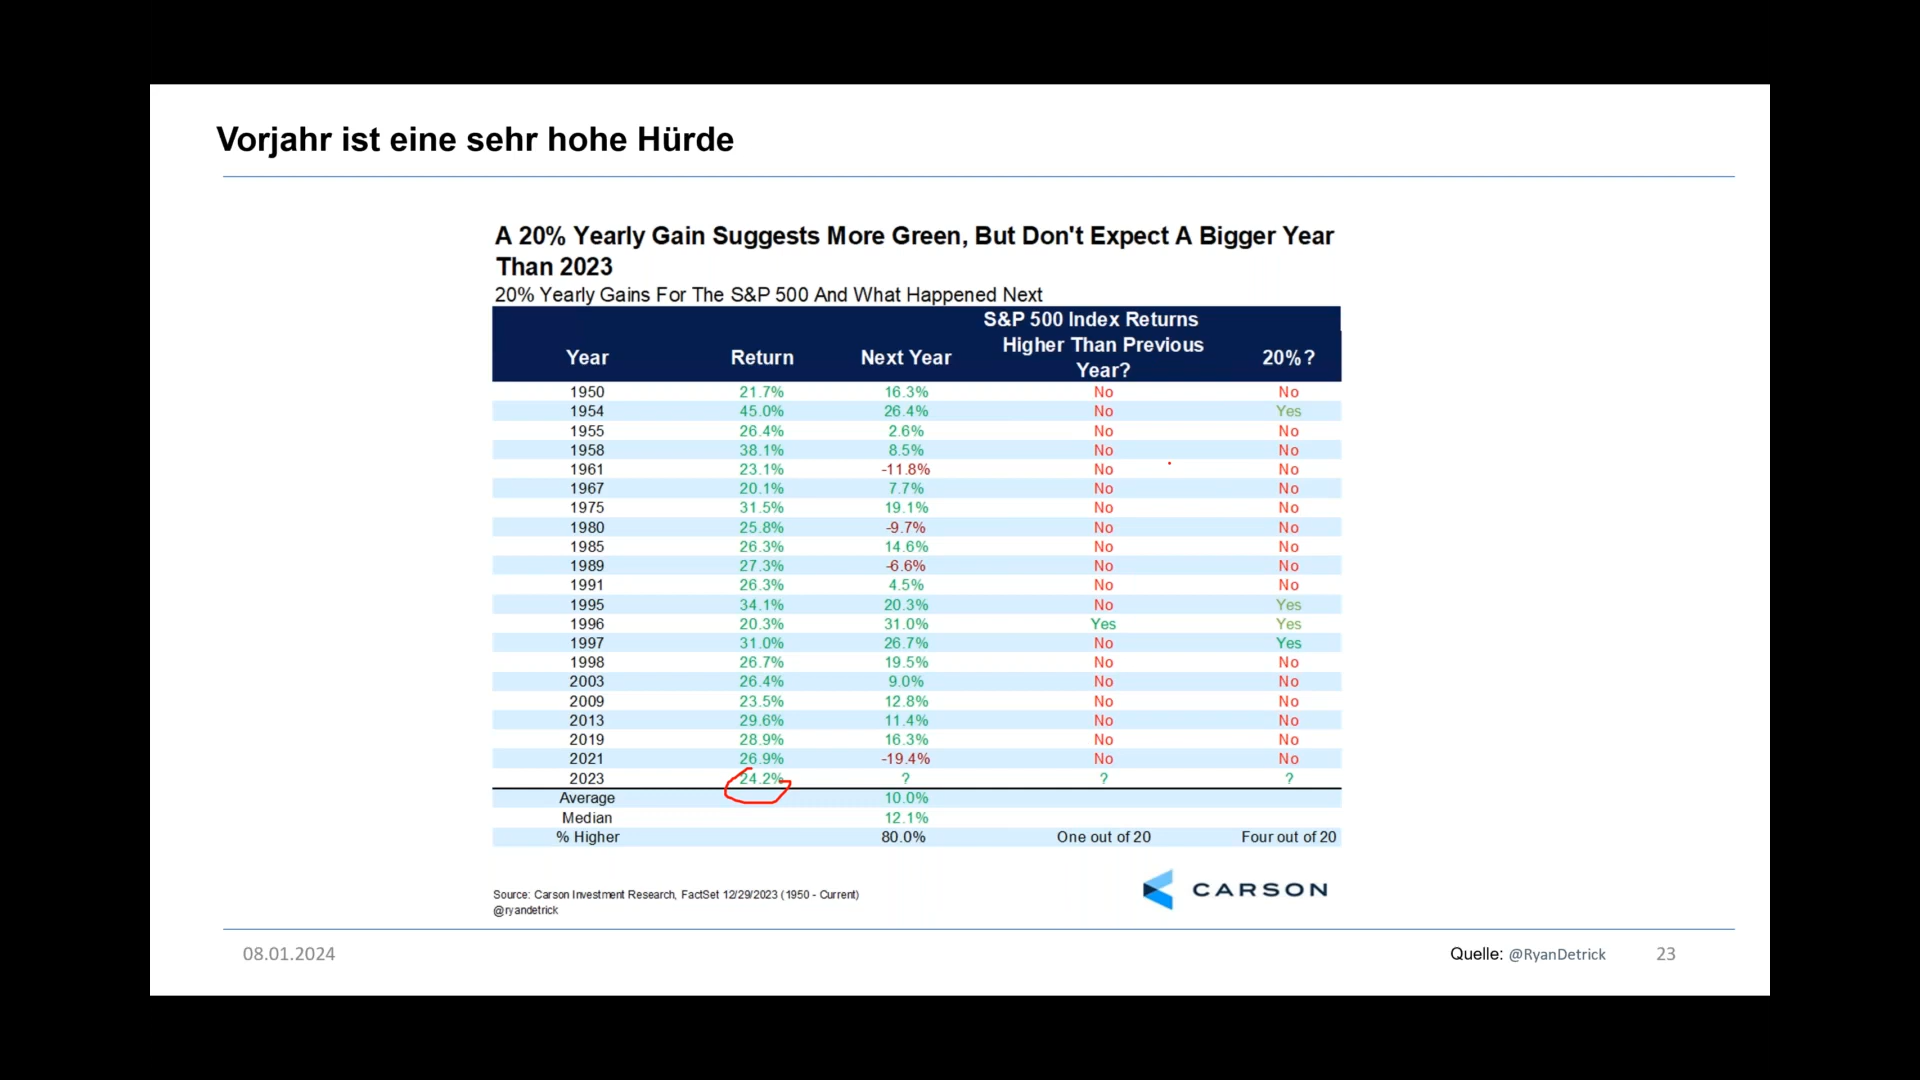 Vorjahr ist eine sehr hohe Hürde
A 20% Yearly Gain Suggests More Green, But Don't Expect A Bigger Year
Than 2023
20% Yearly Gains For The S&P 500 And What Happened Next
S&P 500 Index Returns
Year Return Next Year Higher Than Previous Year? 20%?
1950 21.7% 16.3% No No
1954 45.0% 26.4% No Yes
1955 26.4% 2.6% No No
1958 38.1% 8.5% No No
1961 23.1% -11.8% No No
1967 20.1% 7.7% No No
1975 31.5% 19.1% No No
1980 25.8% -9.7% No No
1985 26.3% 14.6% No No
1989 27.3% -6.6% No No
1991 26.3% 4.5% No No
1995 34.1% 20.3% No Yes
1996 20.3% 31.0% Yes Yes
1997 31.0% 26.7% No Yes
1998 26.7% 19.5% No No
2003 26.4% 9.0% No No
2009 23.5% 12.8% No No
2013 29.6% 11.4% No No
2019 28.9% 16.3% No No
2021 26.9% -19.4% No No
2023 24.2% ? ? ?
Average 10.0%
Median 12.1%
% Higher 80.0% One out of 20 Four out of 20
Source: Carson Investment Research, FactSet 12/29/2023 (1950 - Current)
@ryandetrick
CARSON
08.01.2024 Quelle: @RyanDetrick 23